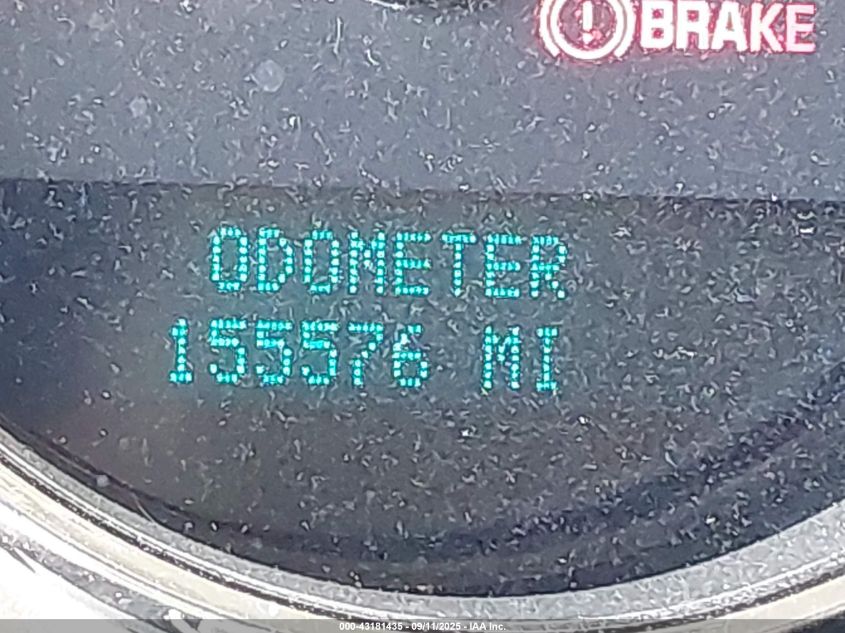 BRAKE
ODOMETER
155576 MI
000-43181435 - 09/11/2025 - IAA Inc.